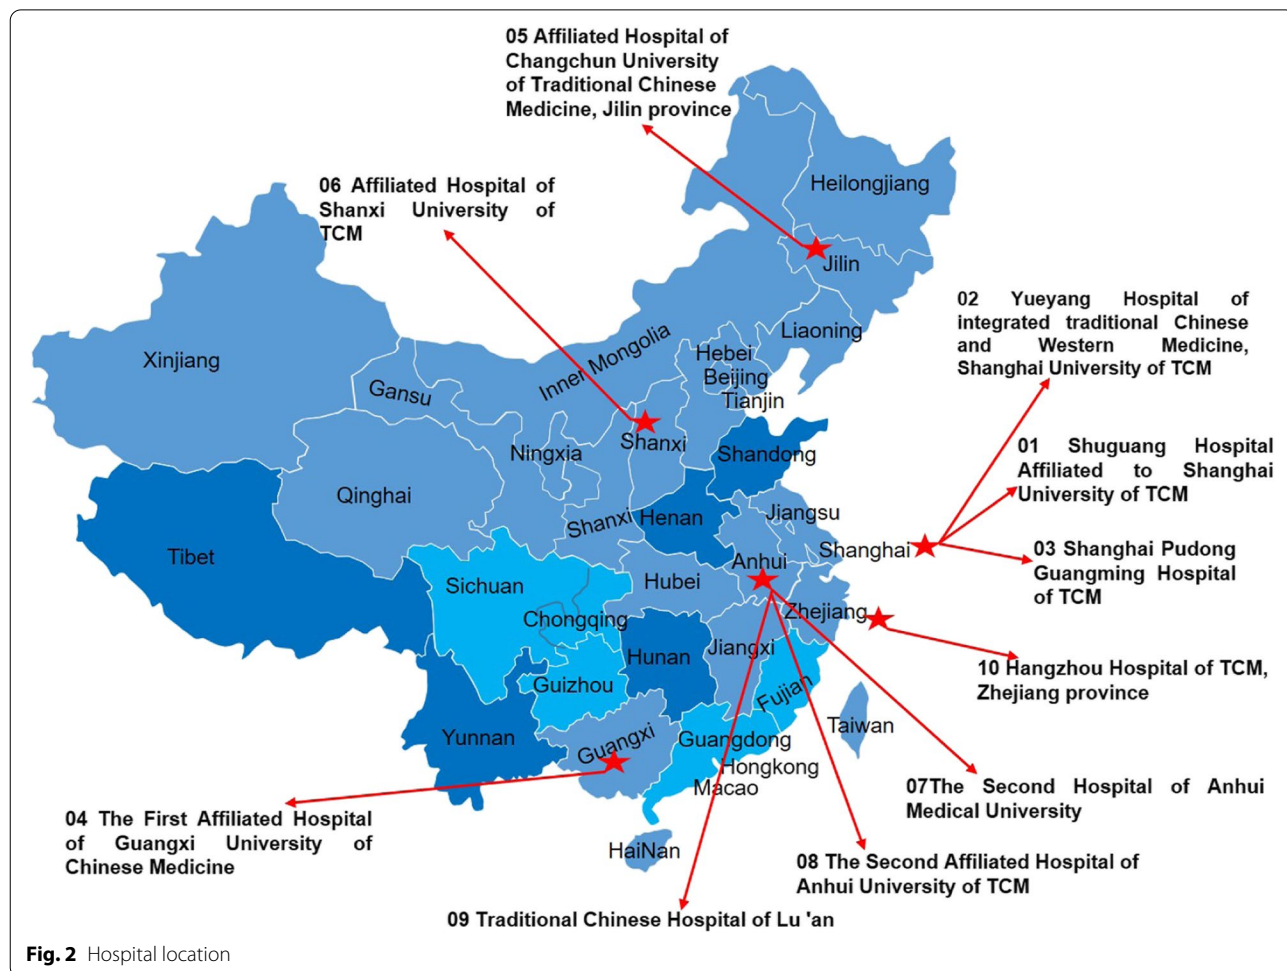 05 Affiliated Hospital of
Changchun University
of Traditional Chinese
Medicine, Jilin province
06 Affiliated Hospital of
Shanxi University of
TCM
Heilongjiang
Jilin
02 Yueyang Hospital of
integrated traditional Chinese
and Western Medicine,
Shanghai University of TCM
Liaoning
Inner Mongolia
Hebei
Beijing
Tianjin
Xinjiang
Gansu
Ningxia
Shanxi
Shandong
01 Shuguang Hospital
Affiliated to Shanghai
University of TCM
Qinghai
Shanxi
Henan
Jiangsu
Tibet
Sichuan
Hubei
Anhui
Shanghai
03 Shanghai Pudong
Guangming Hospital
of TCM
Chongqing
Zhejiang
Hunan
Jiangxi
10 Hangzhou Hospital of TCM,
Zhejiang province
Guizhou
Fujian
Taiwan
Yunnan
Guangxi
Guangdong
Hongkong
Macao
07The Second Hospital of Anhui
Medical University
04 The First Affiliated Hospital
of Guangxi University of
Chinese Medicine
HaiNan
08 The Second Affiliated Hospital of
Anhui University of TCM
09 Traditional Chinese Hospital of Lu 'an
Fig. 2 Hospital location